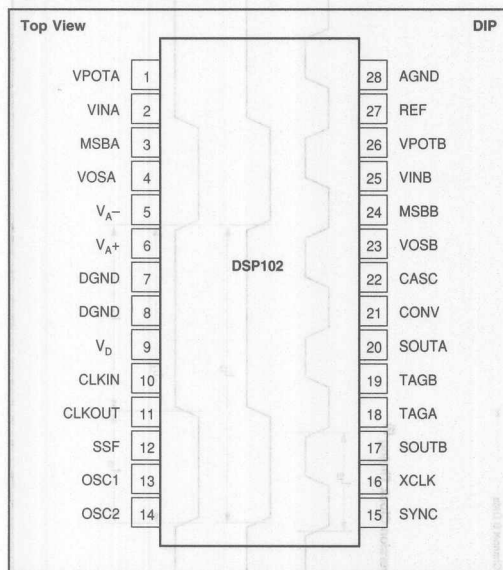 Top View DIP
VPOTA 1 28 AGND
VINA 2 27 REF
MSBA 3 26 VPOTB
VOSA 4 25 VINB
V_A– 5 24 MSBB
V_A+ 6 23 VOSB
DSP102
DGND 7 22 CASC
DGND 8 21 CONV
V_D 9 20 SOUTA
CLKIN 10 19 TAGB
CLKOUT 11 18 TAGA
SSF 12 17 SOUTB
OSC1 13 16 XCLK
OSC2 14 15 SYNC